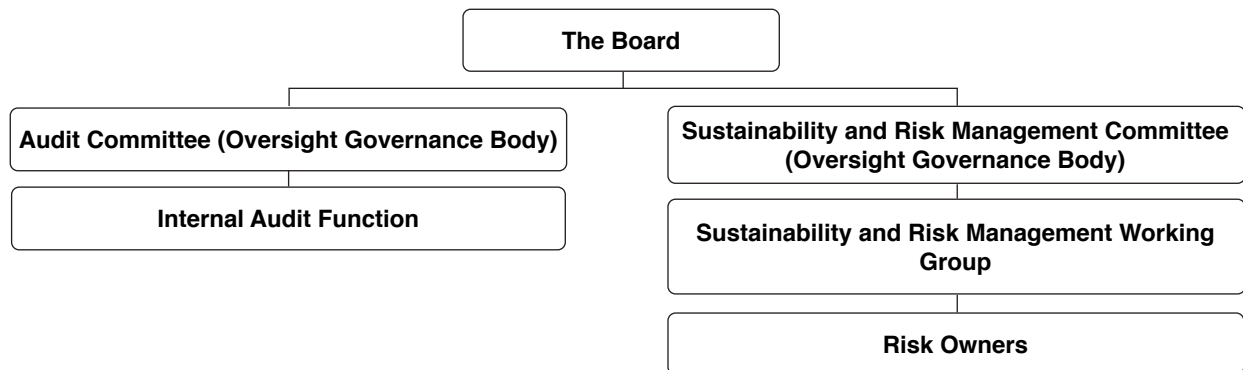 The Board
Audit Committee (Oversight Governance Body)
Internal Audit Function
Sustainability and Risk Management Committee
(Oversight Governance Body)
Sustainability and Risk Management Working
Group
Risk Owners